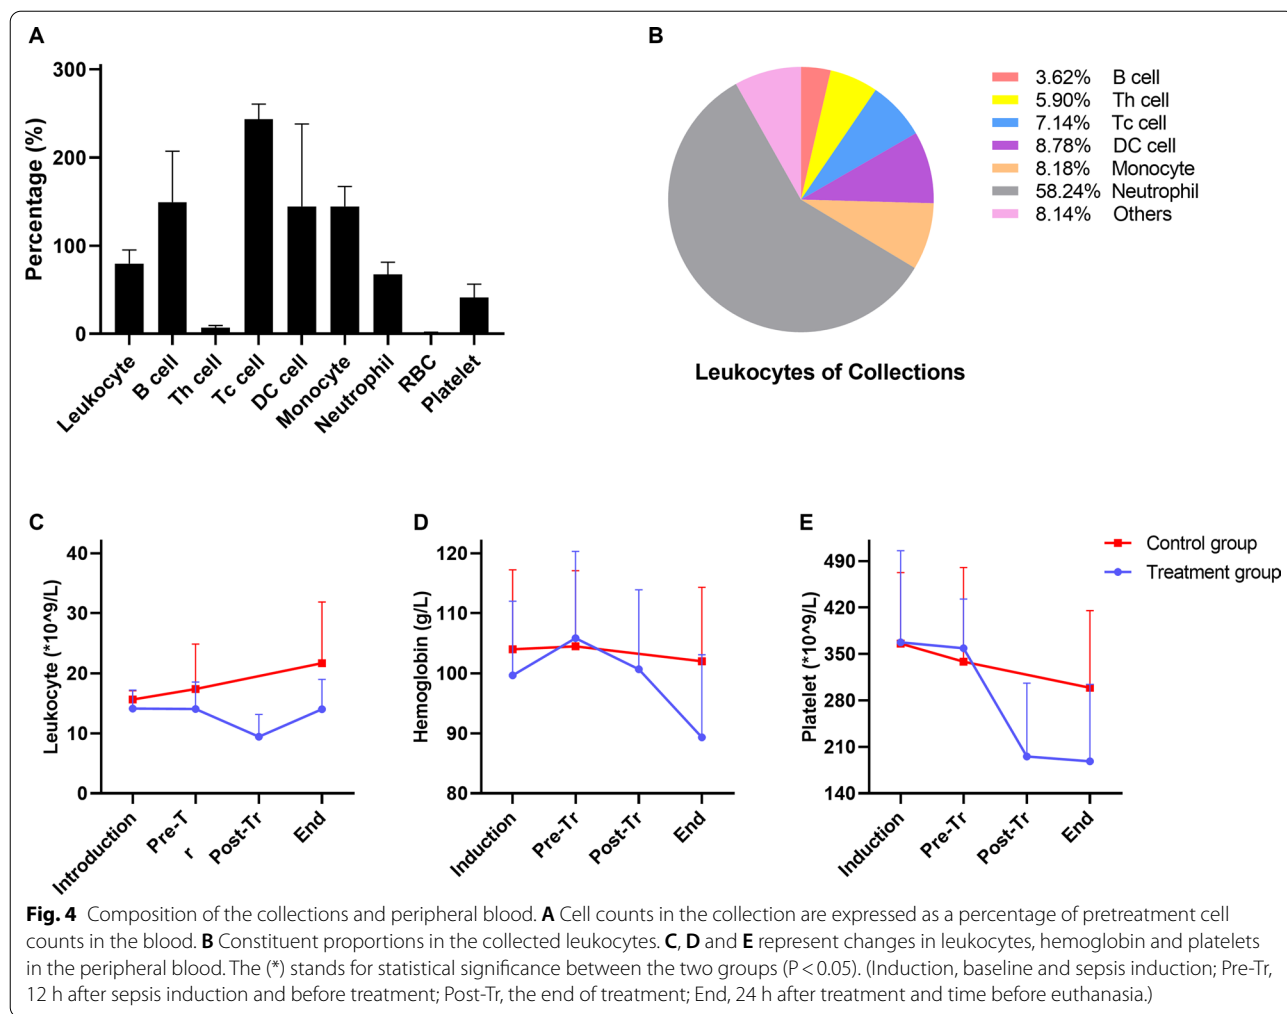 A
Percentage (%)
300
200
100
0
Leukocyte
B cell
Th cell
Tc cell
DC cell
Monocyte
Neutrophil
RBC
Platelet
B
3.62% B cell
5.90% Th cell
7.14% Tc cell
8.78% DC cell
8.18% Monocyte
58.24% Neutrophil
8.14% Others
Leukocytes of Collections
C
Leukocyte (*10^9/L)
40
30
20
10
0
Introduction
Pre-T
r
Post-Tr
End
D
Hemoglobin (g/L)
120
110
100
90
80
Induction
Pre-Tr
Post-Tr
End
E
Platelet (*10^9/L)
490
420
350
280
210
140
Induction
Pre-Tr
Post-Tr
End
Control group
Treatment group
Fig. 4 Composition of the collections and peripheral blood. A Cell counts in the collection are expressed as a percentage of pretreatment cell
counts in the blood. B Constituent proportions in the collected leukocytes. C, D and E represent changes in leukocytes, hemoglobin and platelets
in the peripheral blood. The (*) stands for statistical significance between the two groups (P < 0.05). (Induction, baseline and sepsis induction; Pre-Tr,
12 h after sepsis induction and before treatment; Post-Tr, the end of treatment; End, 24 h after treatment and time before euthanasia.)